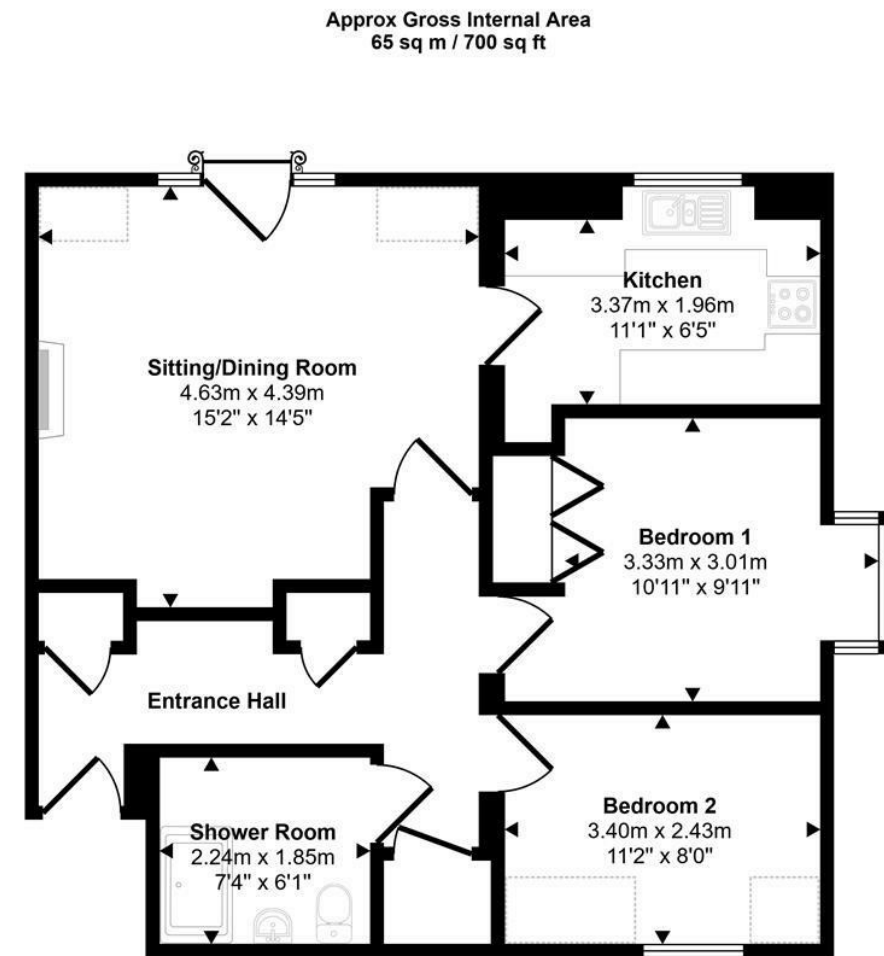 Approx Gross Internal Area
65 sq m / 700 sq ft
Kitchen
3.37m x 1.96m
11'1" x 6'5"
Sitting/Dining Room
4.63m x 4.39m
15'2" x 14'5"
Bedroom 1
3.33m x 3.01m
10'11" x 9'11"
Entrance Hall
Bedroom 2
3.40m x 2.43m
11'2" x 8'0"
Shower Room
2.24m x 1.85m
7'4" x 6'1"